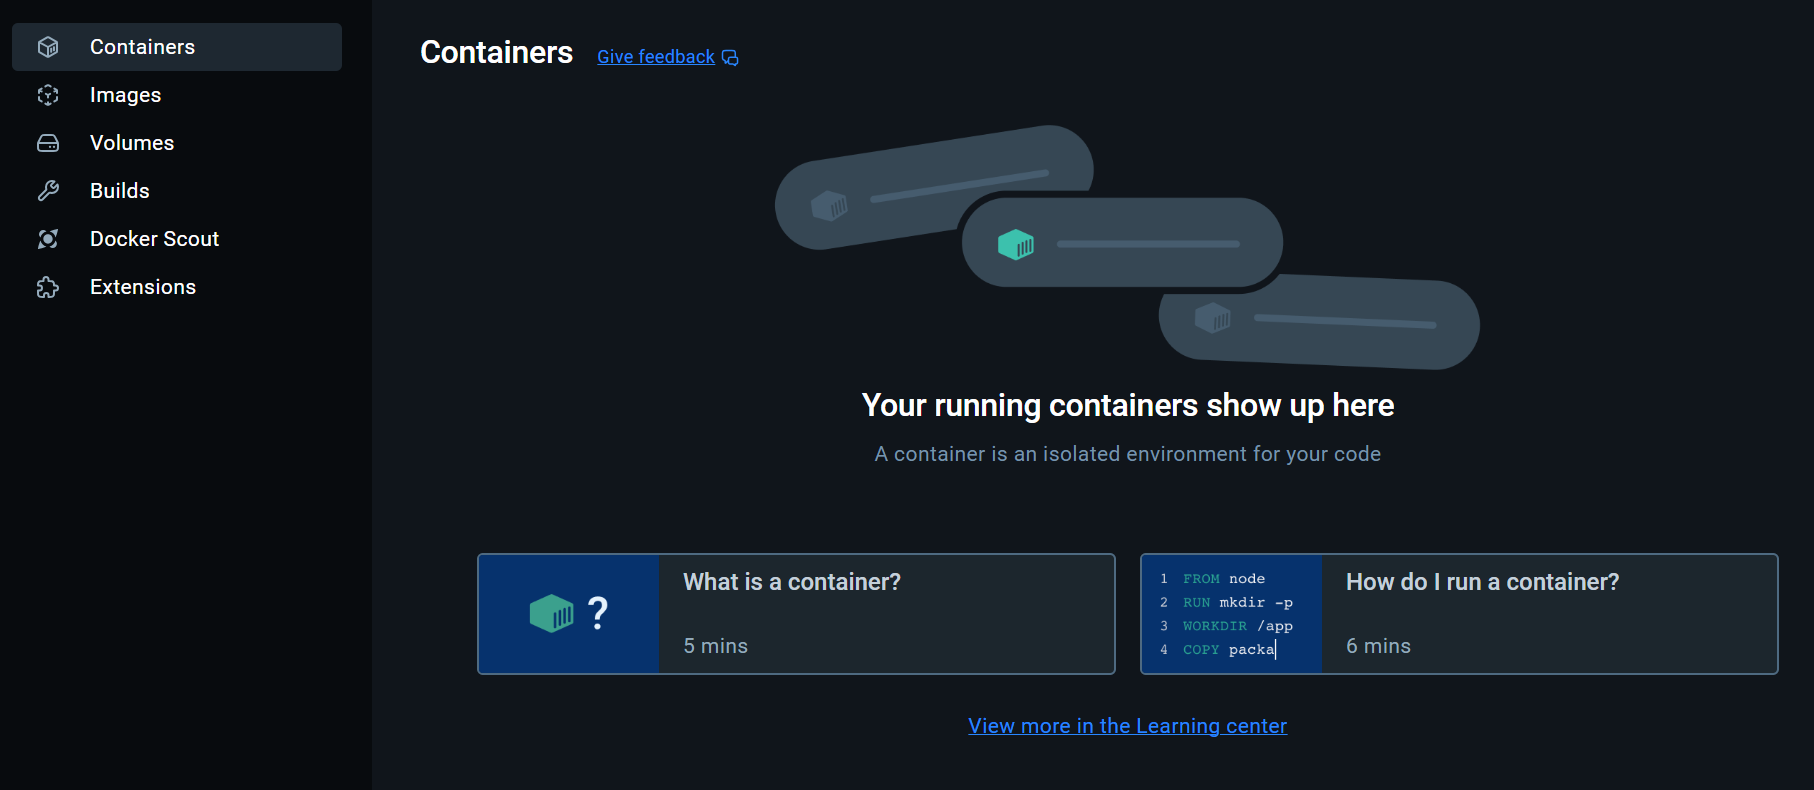 Containers
Images
Volumes
Builds
Docker Scout
Extensions
Containers Give feedback
Your running containers show up here
A container is an isolated environment for your code
?
What is a container?
5 mins
1 FROM node
2 RUN mkdir -p
3 WORKDIR /app
4 COPY packa
How do I run a container?
6 mins
View more in the Learning center